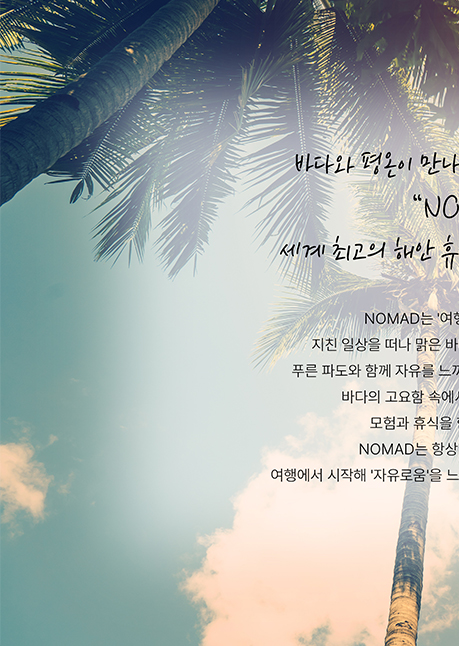 바다와 평온이 만나
“NO
세계 최고의 해안 휴
NOMAD는 '여행
지친 일상을 떠나 맑은 바
푸른 파도와 함께 자유를 느끼
바다의 고요함 속에서
모험과 휴식을 
NOMAD는 항상
여행에서 시작해 '자유로움'을 느